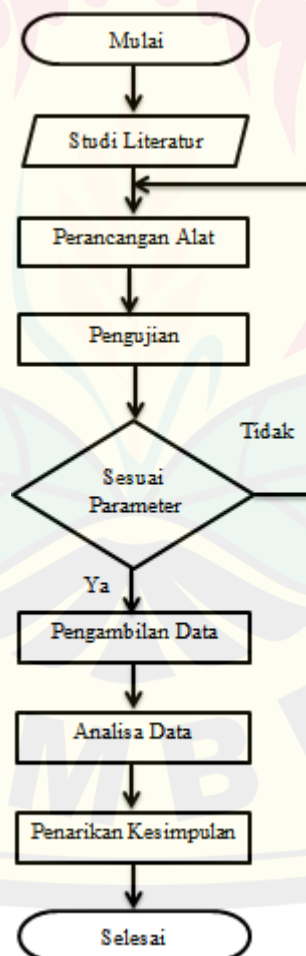 Mulai
Studi Literatur
Perancangan Alat
Pengujian
Tidak
Sesuai
Parameter
Ya
Pengambilan Data
Analisa Data
Penarikan Kesimpulan
Selesai